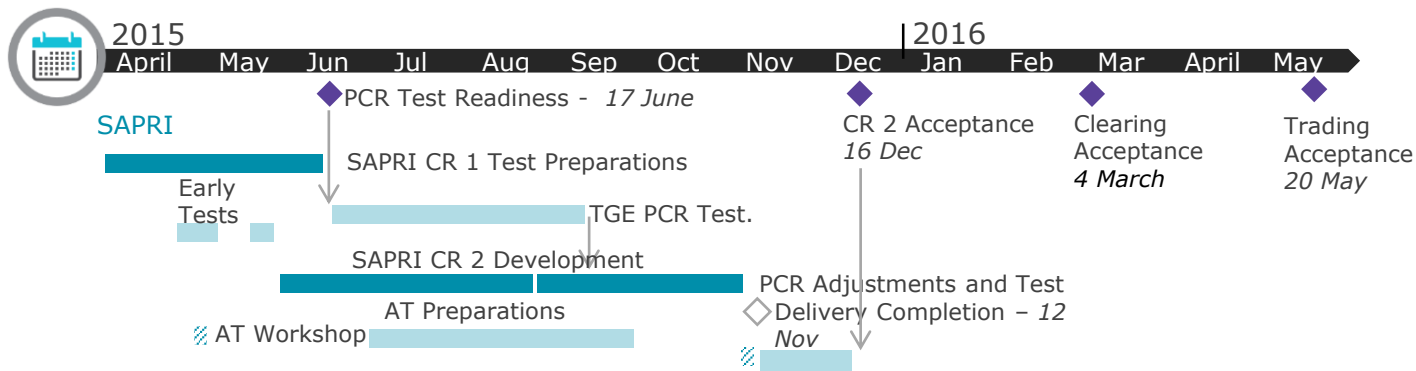 2015
2016
April May Jun Jul Aug Sep Oct Nov Dec Jan Feb Mar April May
PCR Test Readiness - 17 June
SAPRI
CR 2 Acceptance
16 Dec
Clearing
Acceptance
4 March
Trading
Acceptance
20 May
SAPRI CR 1 Test Preparations
Early
Tests
TGE PCR Test.
SAPRI CR 2 Development
PCR Adjustments and Test
Delivery Completion – 12
Nov
AT Preparations
AT Workshop